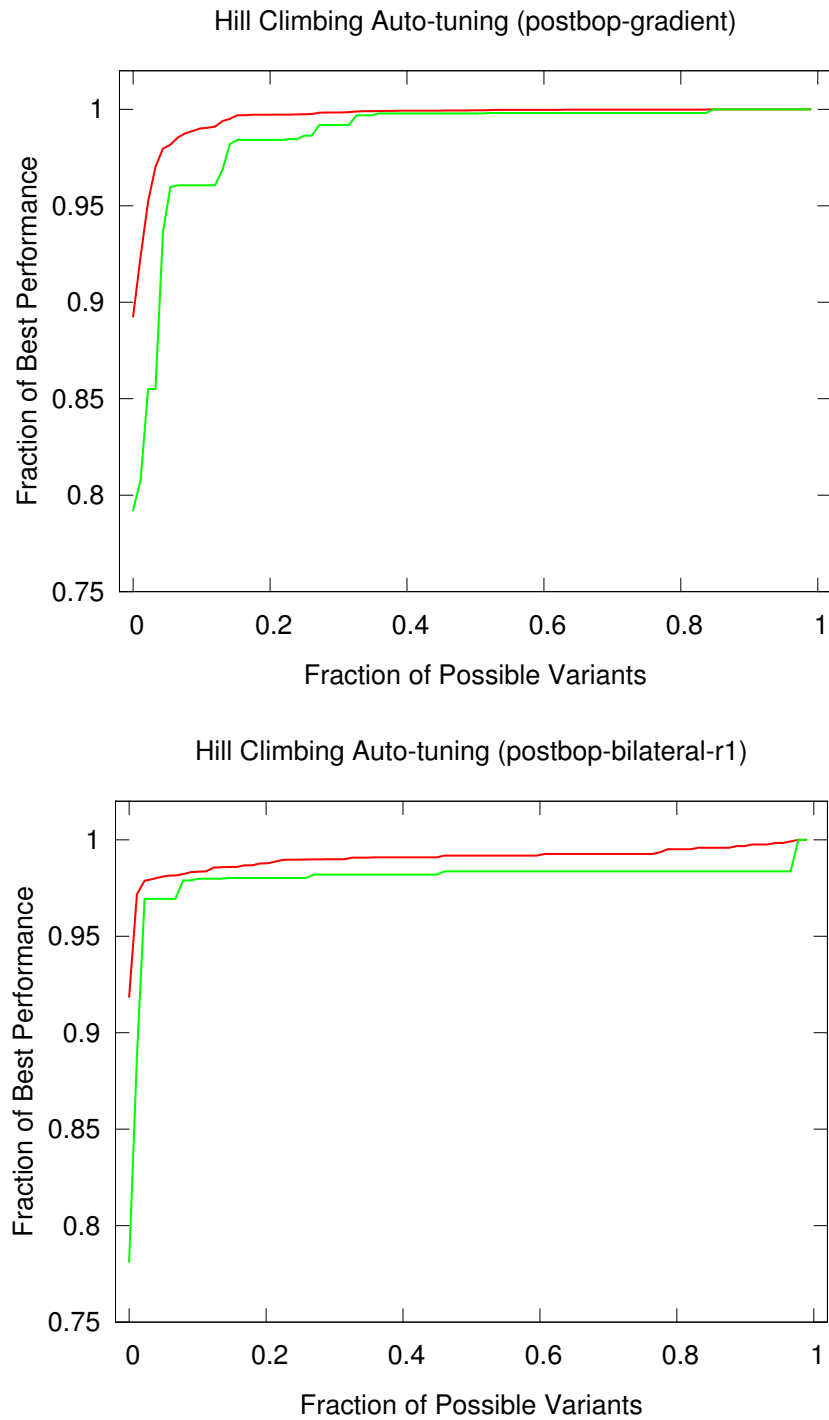 Hill Climbing Auto-tuning (postbop-gradient)
1
0.95
0.9
0.85
0.8
0.75
Fraction of Best Performance
0 0.2 0.4 0.6 0.8 1
Fraction of Possible Variants
Hill Climbing Auto-tuning (postbop-bilateral-r1)
1
0.95
0.9
0.85
0.8
0.75
Fraction of Best Performance
0 0.2 0.4 0.6 0.8 1
Fraction of Possible Variants